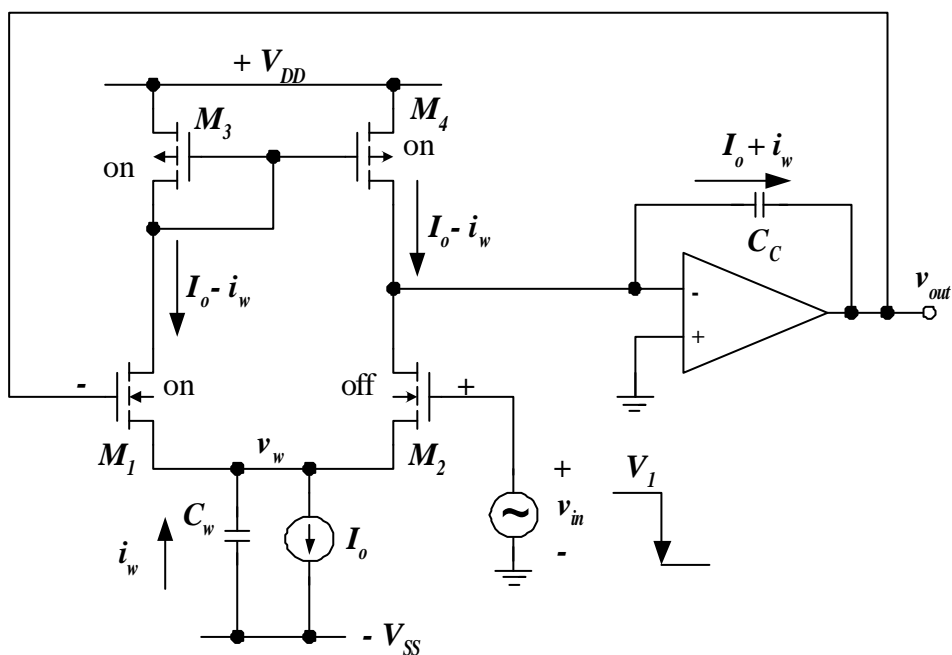 + V_DD
M_3
M_4
on
on
I_o + i_w
I_o - i_w
C_C
I_o - i_w
v_out
-
+
-
on
off
+
M_1
v_w
M_2
+
V_1
C_w
~
v_in
i_w
I_o
-
- V_SS